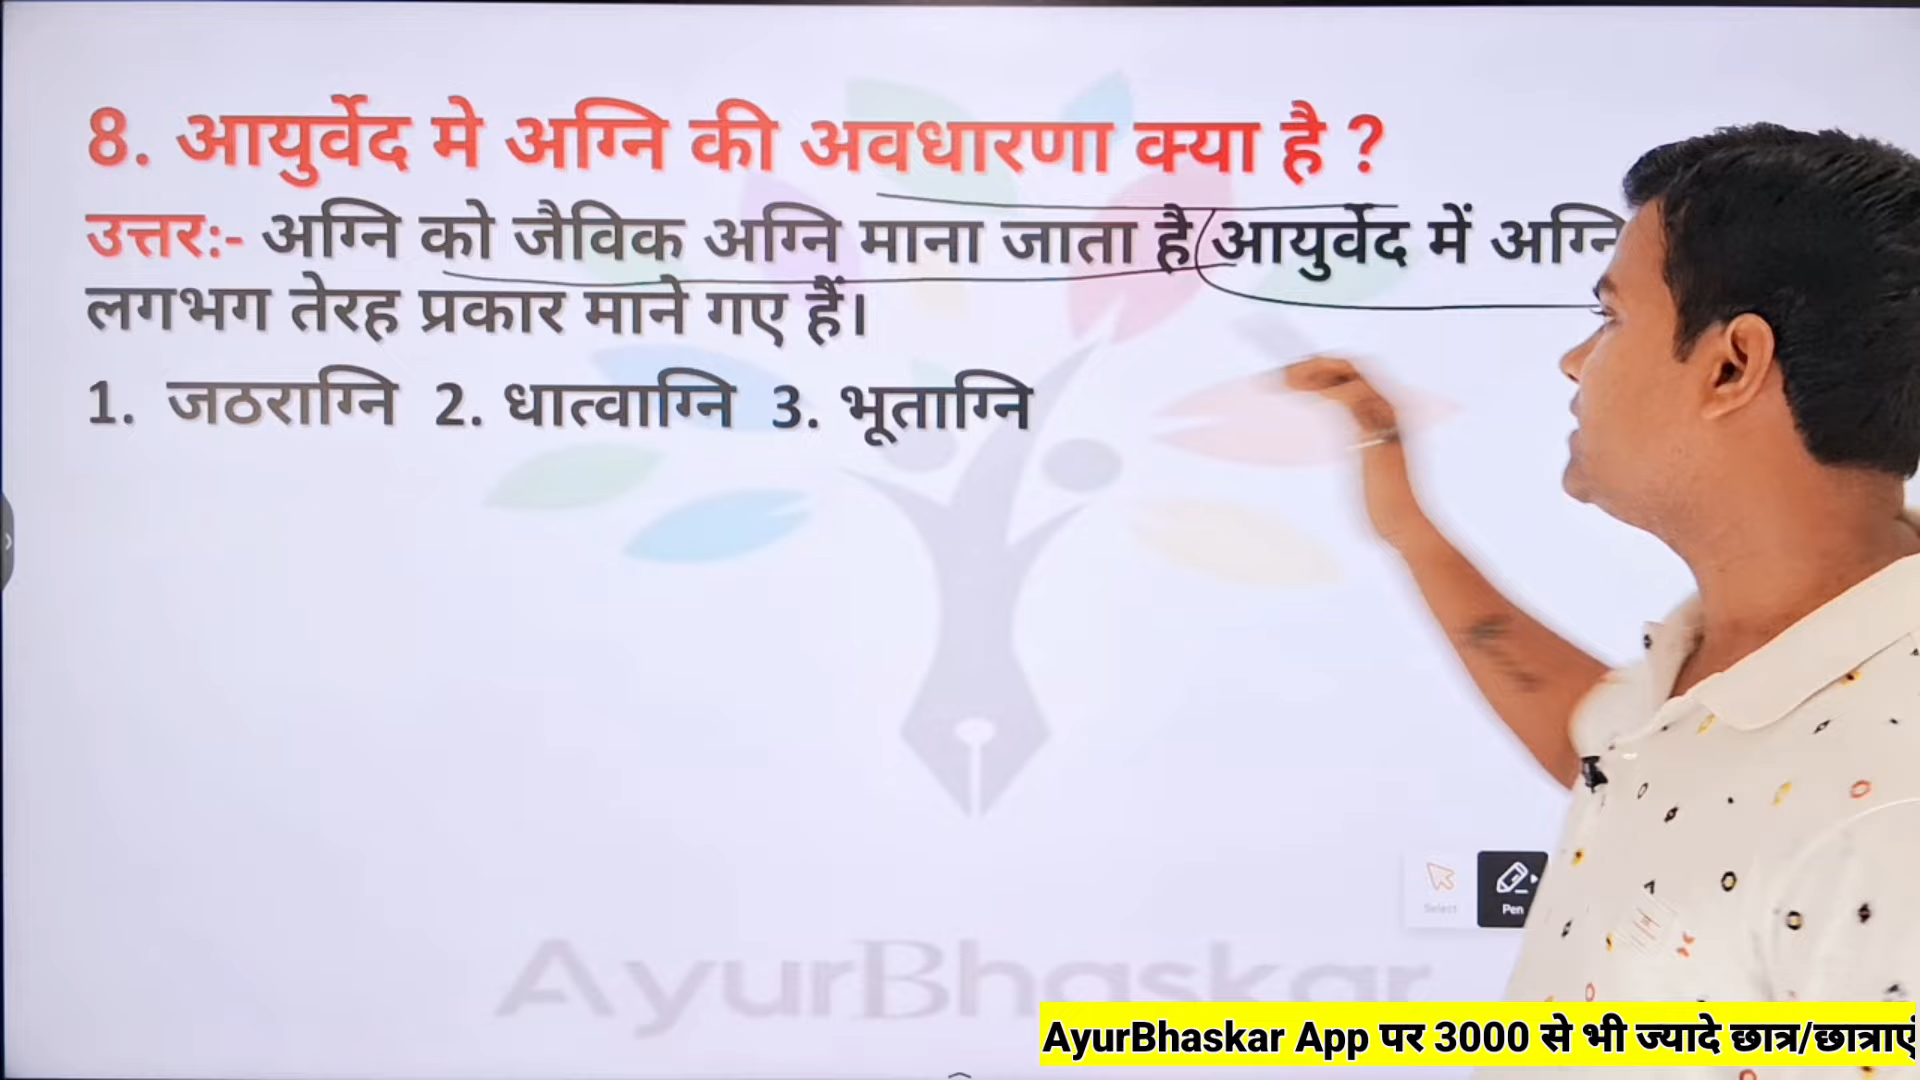 8. आयुर्वेद मे अग्नि की अवधारणा क्या है ?
उत्तर:- अग्नि को जैविक अग्नि माना जाता है आयुर्वेद में अग्नि
लगभग तेरह प्रकार माने गए हैं।
1. जठराग्नि 2. धात्वाग्नि 3. भूताग्नि
Select
Pen
AyurBhaskar
AyurBhaskar App पर 3000 से भी ज्यादे छात्र/छात्राएं